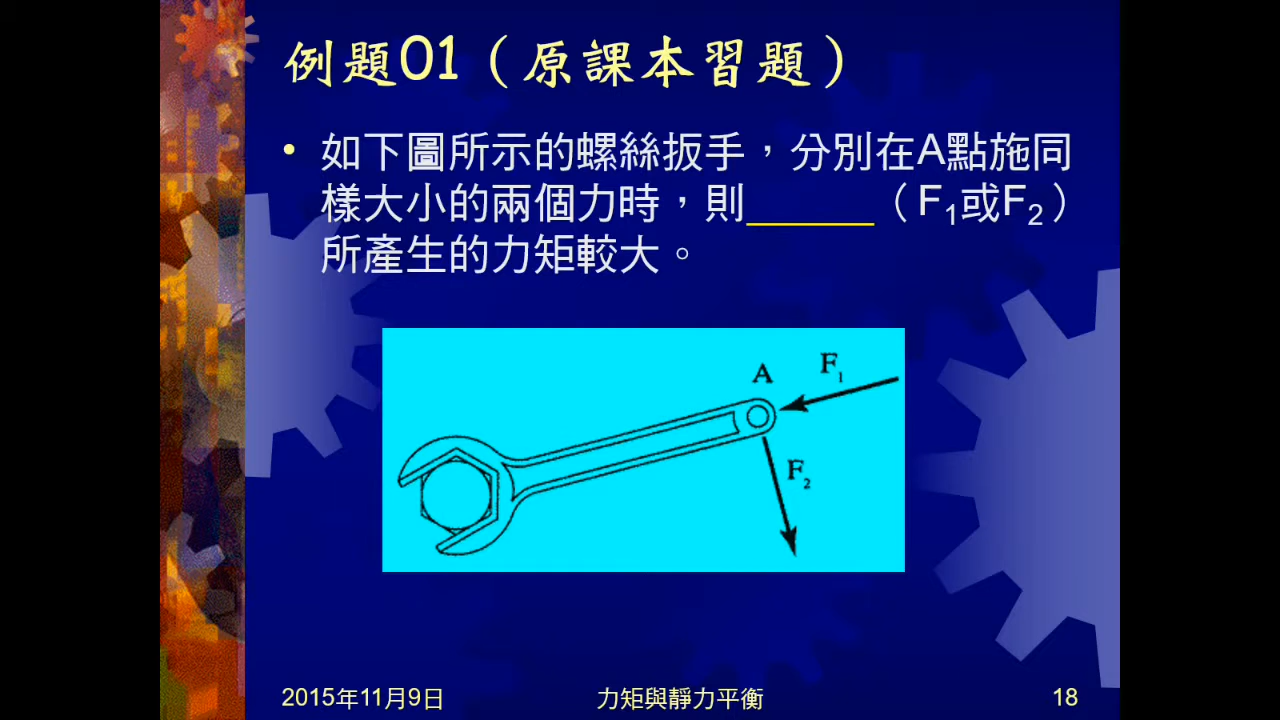 例題01（原課本習題）
• 如下圖所示的螺絲扳手，分別在A點施同
樣大小的兩個力時，則______（F₁或F₂）
所產生的力矩較大。
A
F₁
F₂
2015年11月9日
力矩與靜力平衡
18